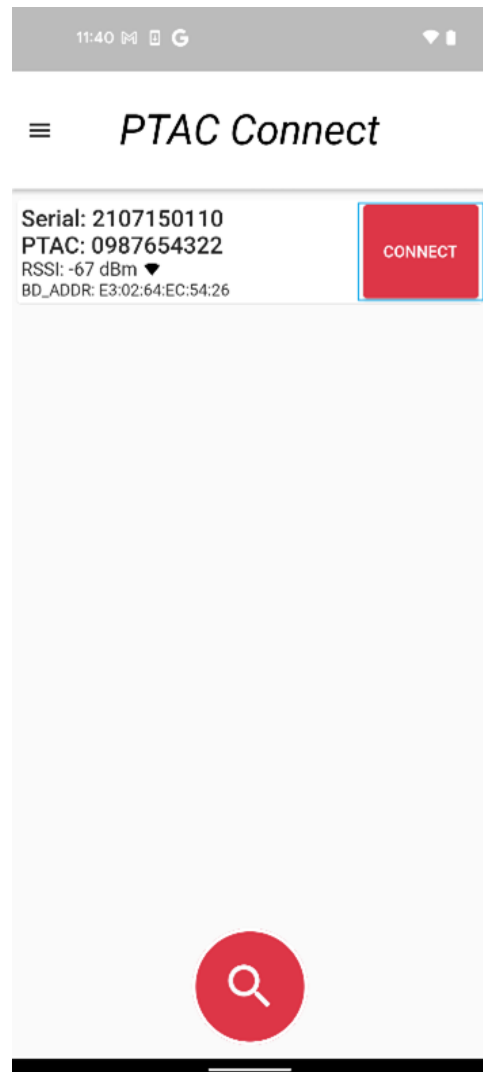 11:40 G
PTAC Connect
Serial: 2107150110
PTAC: 0987654322
RSSI: -67 dBm
BD_ADDR: E3:02:64:EC:54:26
CONNECT